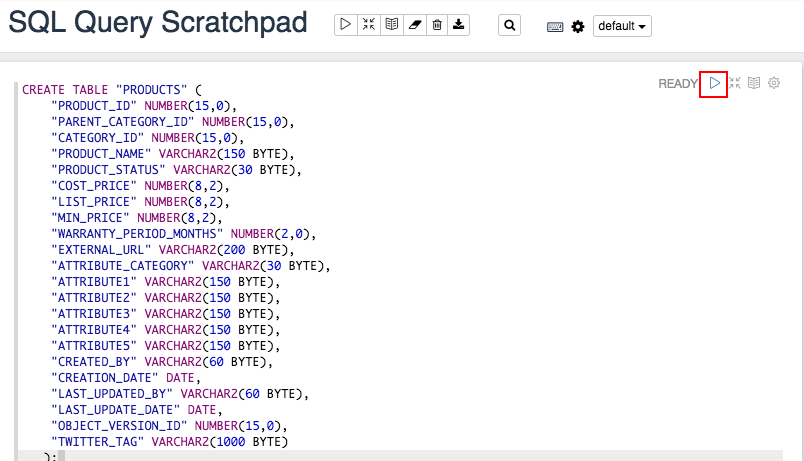 SQL Query Scratchpad
default
READY
CREATE TABLE "PRODUCTS" (
"PRODUCT_ID" NUMBER(15,0),
"PARENT_CATEGORY_ID" NUMBER(15,0),
"CATEGORY_ID" NUMBER(15,0),
"PRODUCT_NAME" VARCHAR2(150 BYTE),
"PRODUCT_STATUS" VARCHAR2(30 BYTE),
"COST_PRICE" NUMBER(8,2),
"LIST_PRICE" NUMBER(8,2),
"MIN_PRICE" NUMBER(8,2),
"WARRANTY_PERIOD_MONTHS" NUMBER(2,0),
"EXTERNAL_URL" VARCHAR2(200 BYTE),
"ATTRIBUTE_CATEGORY" VARCHAR2(30 BYTE),
"ATTRIBUTE1" VARCHAR2(150 BYTE),
"ATTRIBUTE2" VARCHAR2(150 BYTE),
"ATTRIBUTE3" VARCHAR2(150 BYTE),
"ATTRIBUTE4" VARCHAR2(150 BYTE),
"ATTRIBUTE5" VARCHAR2(150 BYTE),
"CREATED_BY" VARCHAR2(60 BYTE),
"CREATION_DATE" DATE,
"LAST_UPDATED_BY" VARCHAR2(60 BYTE),
"LAST_UPDATE_DATE" DATE,
"OBJECT_VERSION_ID" NUMBER(15,0),
"TWITTER_TAG" VARCHAR2(1000 BYTE)
);